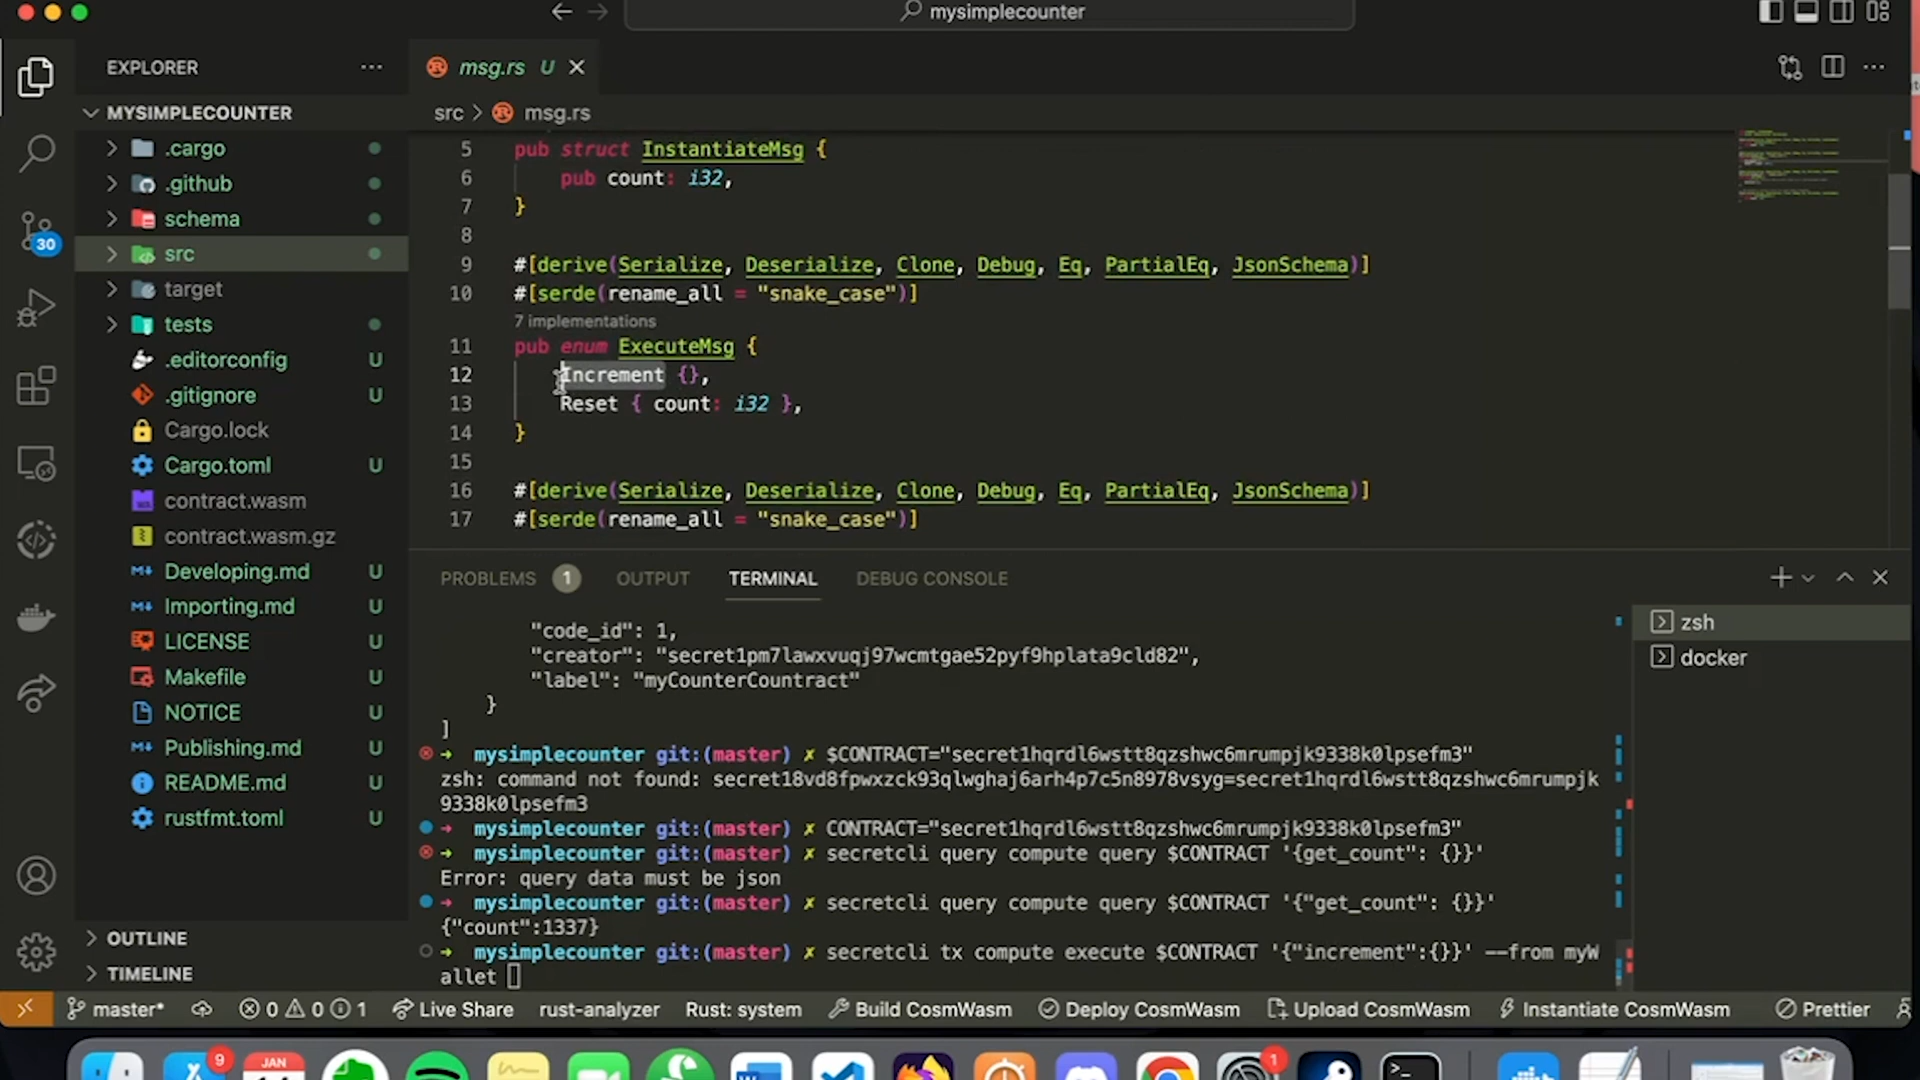 mysimplecounter
EXPLORER
MYSIMPLECOUNTER
.cargo
.github
schema
src
target
tests
.editorconfig U
.gitignore U
Cargo.lock
Cargo.toml U
contract.wasm
contract.wasm.gz
Developing.md U
Importing.md U
LICENSE U
Makefile U
NOTICE U
Publishing.md U
README.md U
rustfmt.toml U
OUTLINE
TIMELINE
30
msg.rs U
src > msg.rs
5 pub struct InstantiateMsg {
6 pub count: i32,
7 }
8
9 #[derive(Serialize, Deserialize, Clone, Debug, Eq, PartialEq, JsonSchema)]
10 #[serde(rename_all = "snake_case")]
7 implementations
11 pub enum ExecuteMsg {
12 Increment {},
13 Reset { count: i32 },
14 }
15
16 #[derive(Serialize, Deserialize, Clone, Debug, Eq, PartialEq, JsonSchema)]
17 #[serde(rename_all = "snake_case")]
PROBLEMS 1 OUTPUT TERMINAL DEBUG CONSOLE
"code_id": 1,
"creator": "secret1pm7lawxvuqj97wcmtgae52pyf9hplata9cld82",
"label": "myCounterCountract"
}
]
mysimplecounter git:(master) ✗ $CONTRACT="secret1hqrdl6wstt8qzshwc6mrumpjk9338k0lpsefm3"
zsh: command not found: secret18vd8fpwxzck93qlwghaj6arh4p7c5n8978vsyg=secret1hqrdl6wstt8qzshwc6mrumpjk
9338k0lpsefm3
mysimplecounter git:(master) ✗ CONTRACT="secret1hqrdl6wstt8qzshwc6mrumpjk9338k0lpsefm3"
mysimplecounter git:(master) ✗ secretcli query compute query $CONTRACT '{get_count": {}}'
Error: query data must be json
mysimplecounter git:(master) ✗ secretcli query compute query $CONTRACT '{"get_count": {}}'
{"count":1337}
mysimplecounter git:(master) ✗ secretcli tx compute execute $CONTRACT '{"increment":{}}' --from myW
allet
zsh
docker
master* 0 0 1 Live Share rust-analyzer Rust: system Build CosmWasm Deploy CosmWasm Upload CosmWasm Instantiate CosmWasm Prettier
9
JAN
1